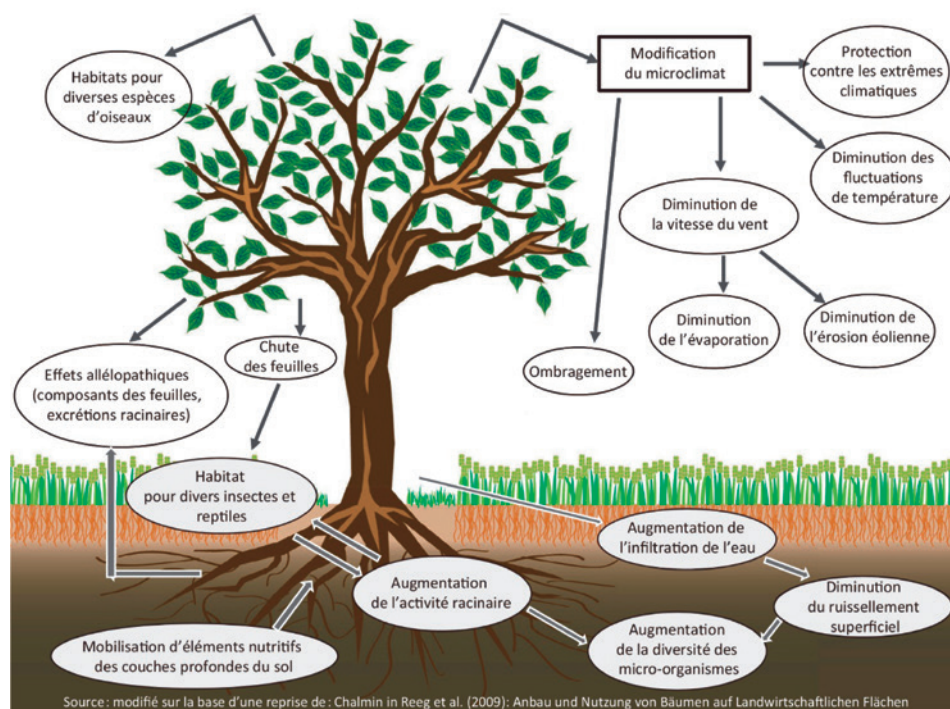 Habitats pour
diverses espèces
d'oiseaux
Modification
du microclimat
Protection
contre les extrêmes
climatiques
Diminution des
fluctuations
de température
Diminution de
la vitesse du vent
Diminution
de l'évaporation
Diminution de
l'érosion éolienne
Ombragement
Chute
des feuilles
Effets allélopathiques
(composants des feuilles,
excrétions racinaires)
Habitat
pour divers insectes et
reptiles
Augmentation de
l'infiltration de l'eau
Augmentation
de l'activité racinaire
Diminution
du ruissellement
superficiel
Mobilisation d'éléments nutritifs
des couches profondes du sol
Augmentation
de la diversité des
micro-organismes
Source: modifié sur la base d'une reprise de: Chalmin in Reeg et al. (2009): Anbau und Nutzung von Bäumen auf Landwirtschaftlichen Flächen